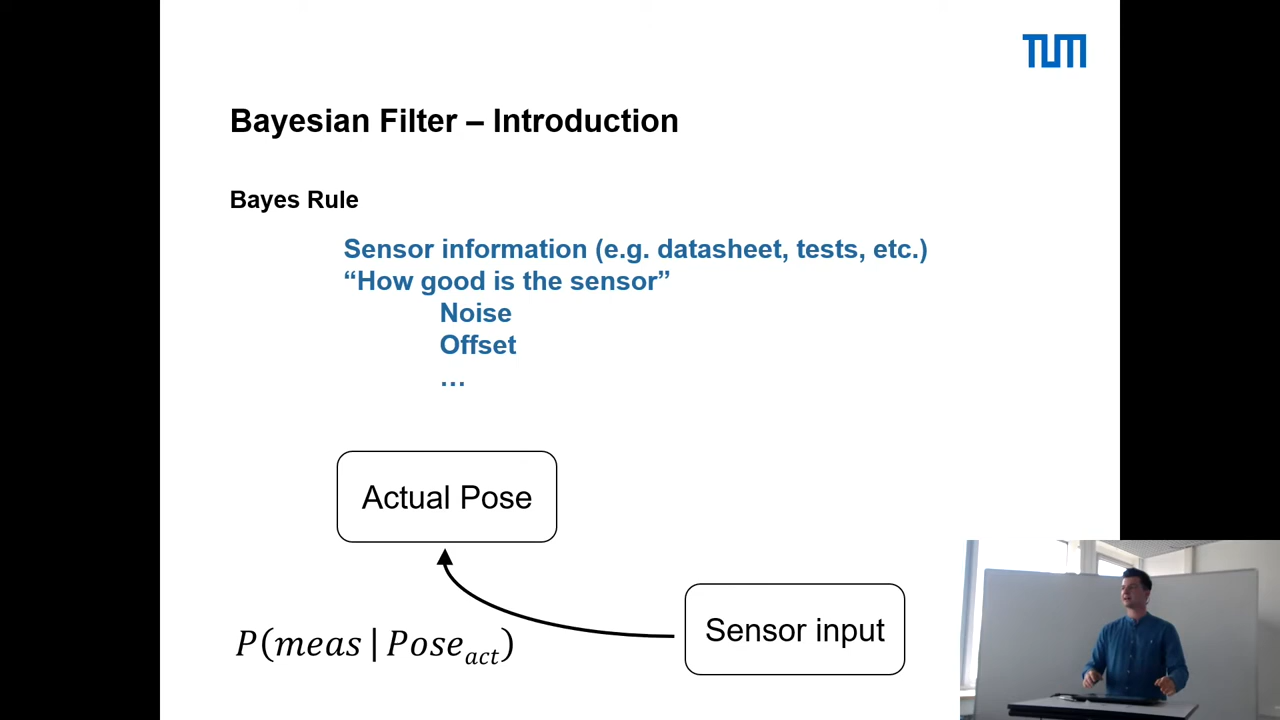 TUM
Bayesian Filter – Introduction
Bayes Rule
Sensor information (e.g. datasheet, tests, etc.)
“How good is the sensor”
Noise
Offset
…
Actual Pose
Sensor input
P(meas | Pose_act)